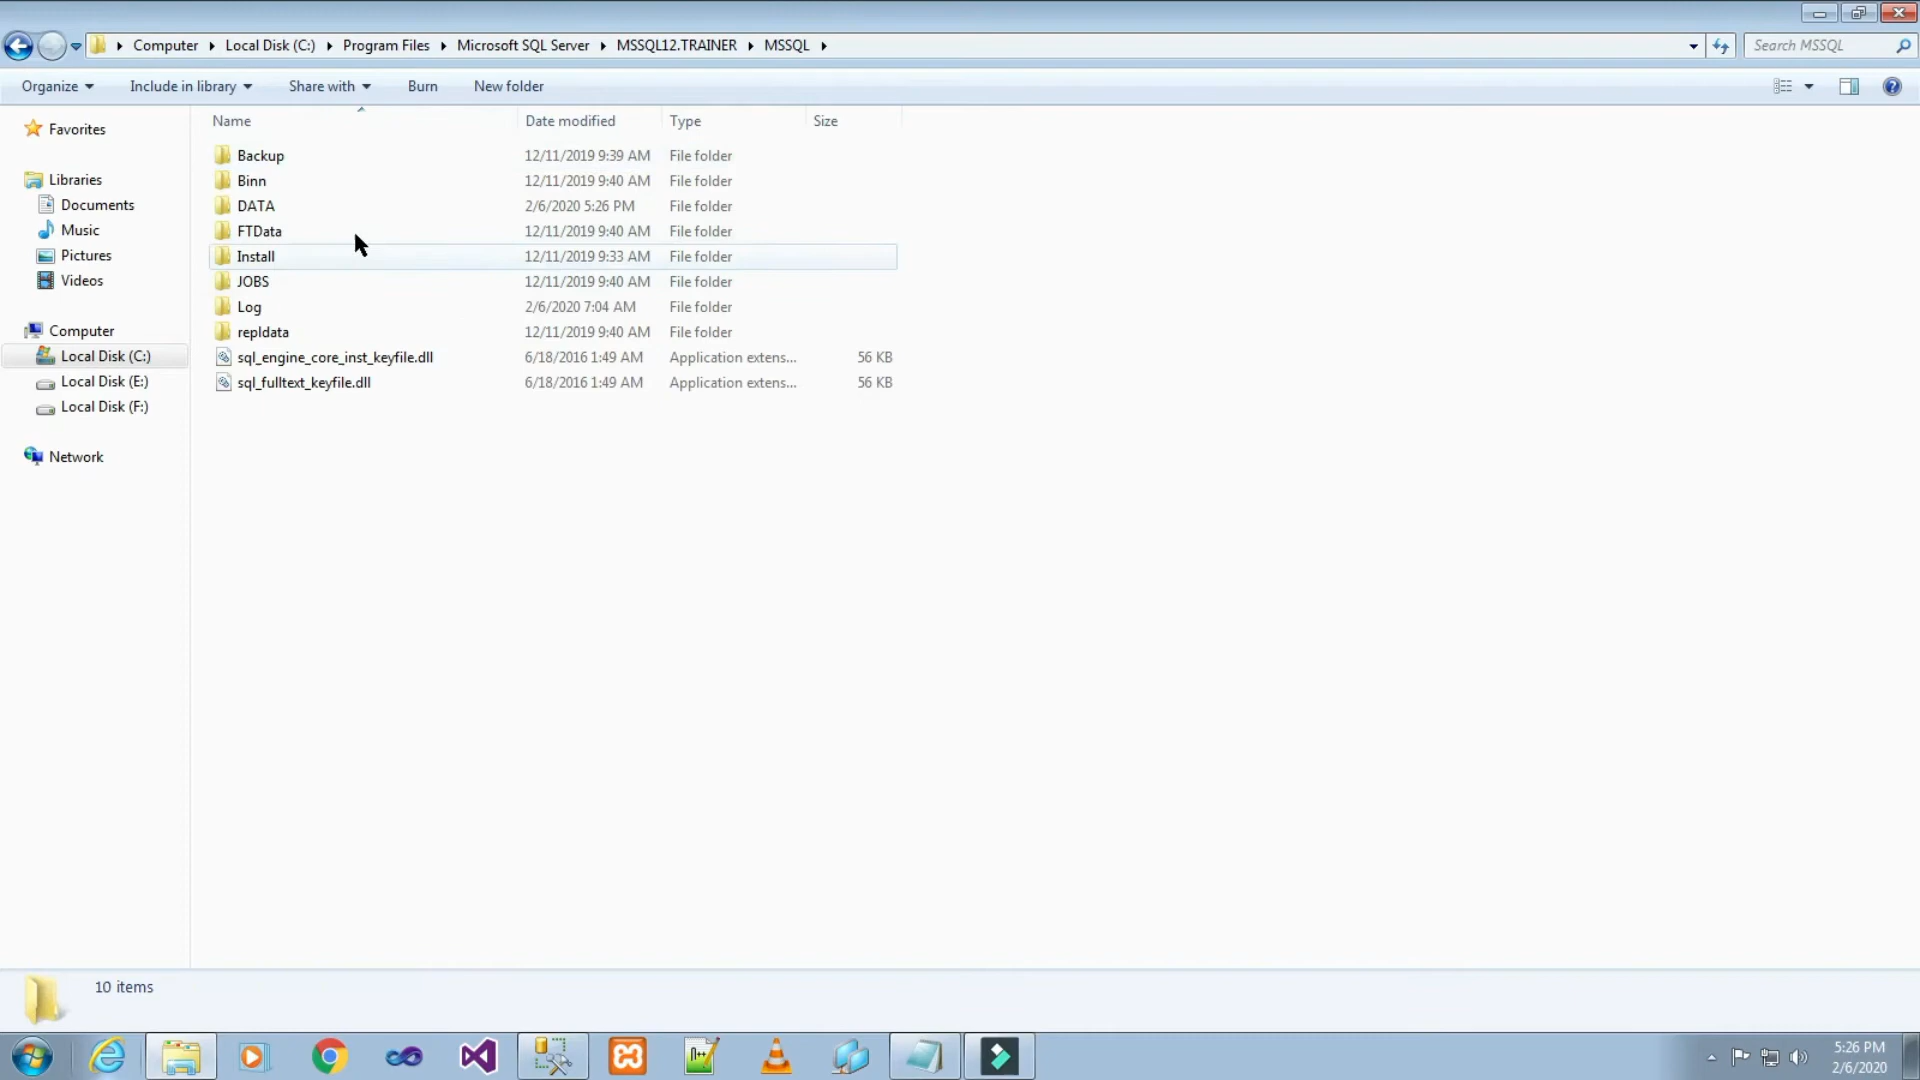 Computer Local Disk (C:) Program Files Microsoft SQL Server MSSQL12.TRAINER MSSQL
Search MSSQL
Organize Include in library Share with Burn New folder
Name Date modified Type Size
Favorites
Libraries
Documents
Music
Pictures
Videos
Computer
Local Disk (C:)
Local Disk (E:)
Local Disk (F:)
Network
Backup 12/11/2019 9:39 AM File folder
Binn 12/11/2019 9:40 AM File folder
DATA 2/6/2020 5:26 PM File folder
FTData 12/11/2019 9:40 AM File folder
Install 12/11/2019 9:33 AM File folder
JOBS 12/11/2019 9:40 AM File folder
Log 2/6/2020 7:04 AM File folder
repldata 12/11/2019 9:40 AM File folder
sql_engine_core_inst_keyfile.dll 6/18/2016 1:49 AM Application extens... 56 KB
sql_fulltext_keyfile.dll 6/18/2016 1:49 AM Application extens... 56 KB
10 items
5:26 PM
2/6/2020